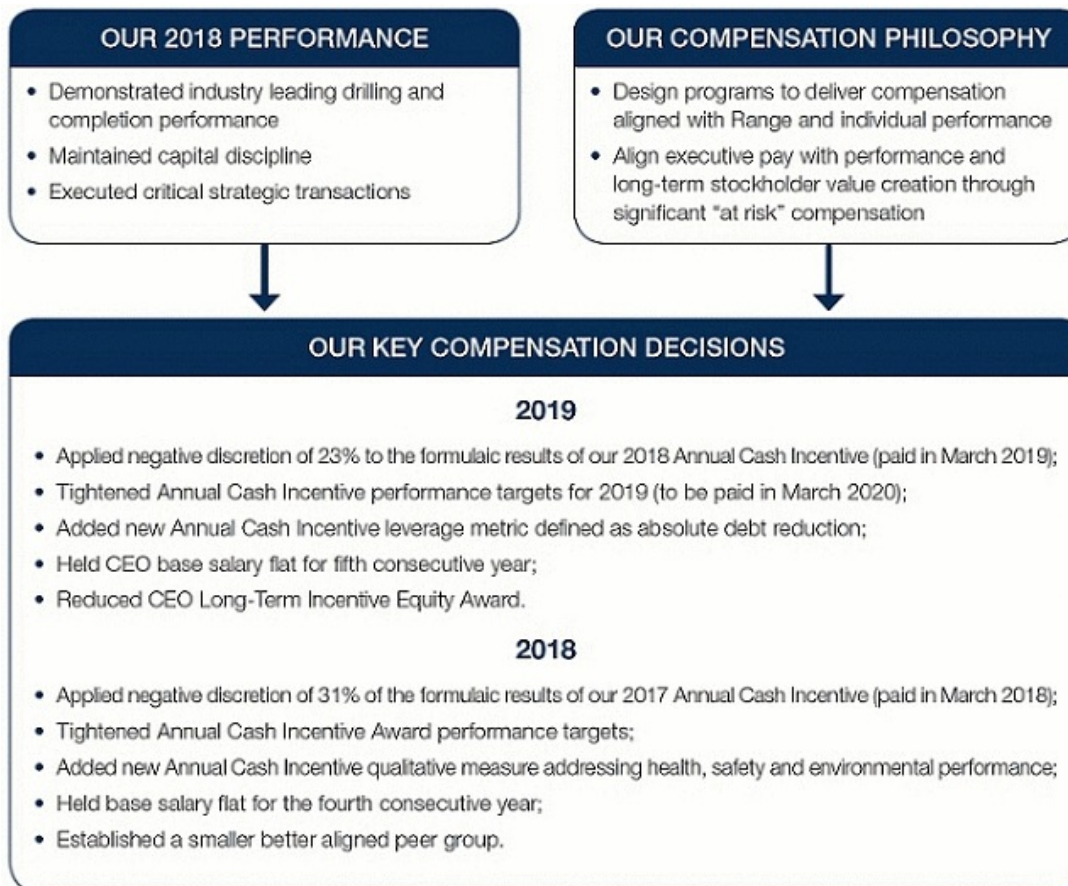 OUR 2018 PERFORMANCE
• Demonstrated industry leading drilling and
completion performance
• Maintained capital discipline
• Executed critical strategic transactions
OUR COMPENSATION PHILOSOPHY
• Design programs to deliver compensation
aligned with Range and individual performance
• Align executive pay with performance and
long-term stockholder value creation through
significant "at risk" compensation
OUR KEY COMPENSATION DECISIONS
2019
• Applied negative discretion of 23% to the formulaic results of our 2018 Annual Cash Incentive (paid in March 2019);
• Tightened Annual Cash Incentive performance targets for 2019 (to be paid in March 2020);
• Added new Annual Cash Incentive leverage metric defined as absolute debt reduction;
• Held CEO base salary flat for fifth consecutive year;
• Reduced CEO Long-Term Incentive Equity Award.
2018
• Applied negative discretion of 31% of the formulaic results of our 2017 Annual Cash Incentive (paid in March 2018);
• Tightened Annual Cash Incentive Award performance targets;
• Added new Annual Cash Incentive qualitative measure addressing health, safety and environmental performance;
• Held base salary flat for the fourth consecutive year;
• Established a smaller better aligned peer group.